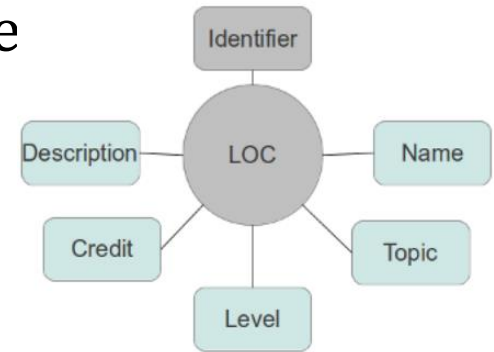 e
Identifier
Description
LOC
Name
Credit
Topic
Level